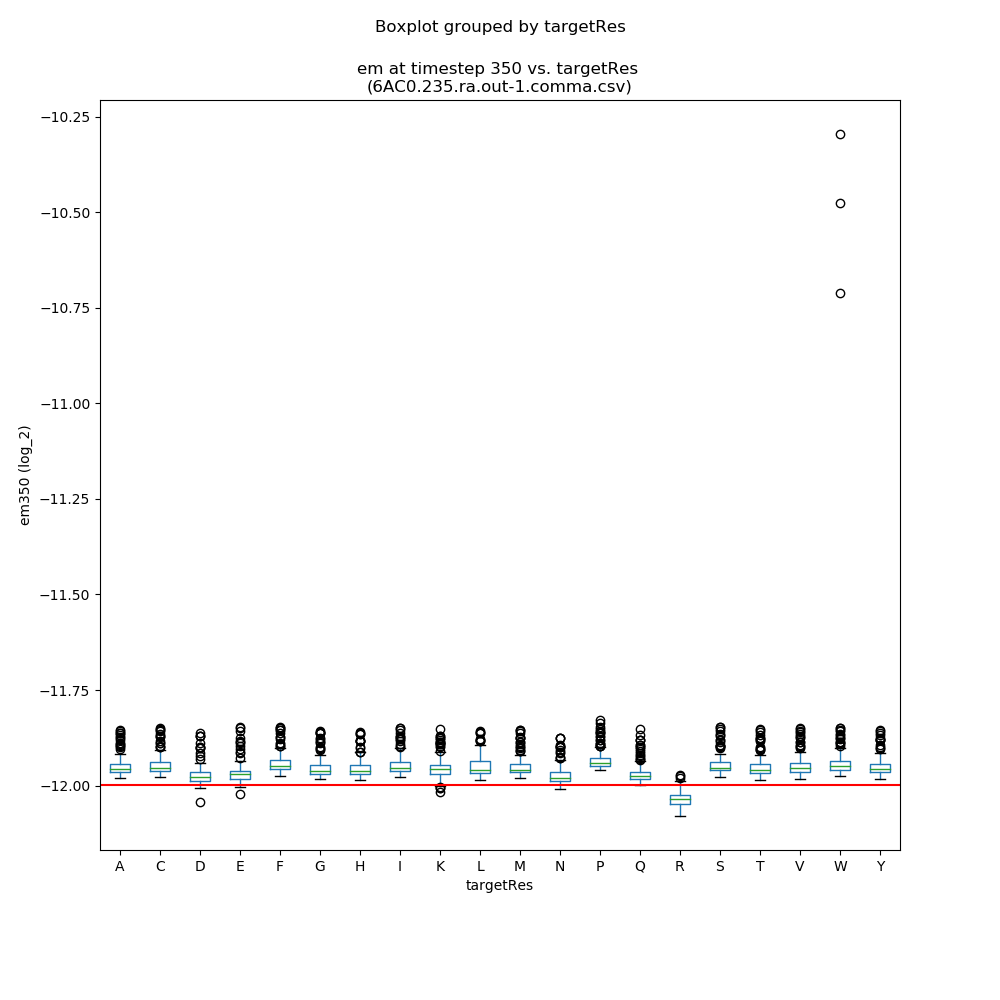 Boxplot grouped by targetRes
em at timestep 350 vs. targetRes
(6AC0.235.ra.out-1.comma.csv)
−10.25
−10.50
−10.75
−11.00
−11.25
−11.50
−11.75
−12.00
em350 (log_2)
A C D E F G H I K L M N P Q R S T V W Y
targetRes